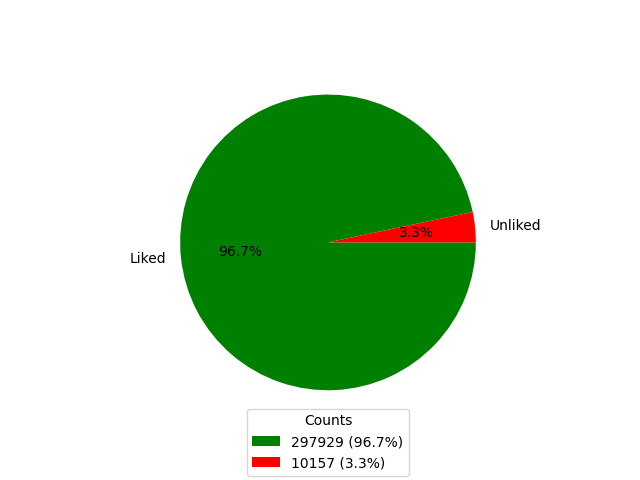 Unliked
3.3%
96.7%
Liked
Counts
297929 (96.7%)
10157 (3.3%)